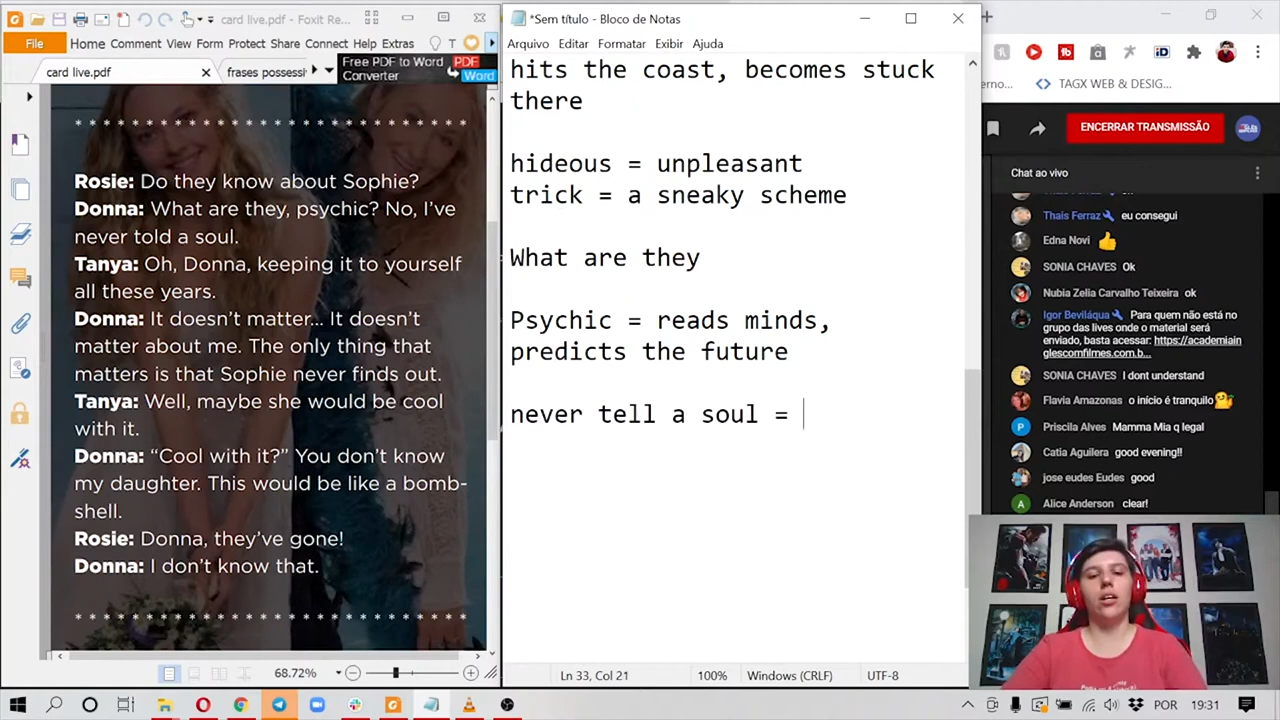 card live.pdf - Foxit Re...
File Home Comment View Form Protect Share Connect Help Extras
card live.pdf
frases possessi
Free PDF to Word
Converter
PDF
Word
* * * * * * * * * * * * * * * * * * * * * * * * * * * *
Rosie: Do they know about Sophie?
Donna: What are they, psychic? No, I've
never told a soul.
Tanya: Oh, Donna, keeping it to yourself
all these years.
Donna: It doesn't matter... It doesn't
matter about me. The only thing that
matters is that Sophie never finds out.
Tanya: Well, maybe she would be cool
with it.
Donna: “Cool with it?” You don't know
my daughter. This would be like a bomb-
shell.
Rosie: Donna, they've gone!
Donna: I don't know that.
* * * * * * * * * * * * * * * * * * * * * * * * * * * *
68.72%
*Sem título - Bloco de Notas
Arquivo Editar Formatar Exibir Ajuda
hits the coast, becomes stuck
there
hideous = unpleasant
trick = a sneaky scheme
What are they
Psychic = reads minds,
predicts the future
never tell a soul =
Ln 33, Col 21
100%
Windows (CRLF)
UTF-8
iD
erno...
TAGX WEB & DESIG...
ENCERRAR TRANSMISSÃO
Chat ao vivo
Thais Ferraz eu consegui
Edna Novi
SONIA CHAVES Ok
Nubia Zelia Carvalho Teixeira ok
Igor Beviláqua Para quem não está no
grupo das lives onde o material será
enviado, basta acessar: https://academiain
glescomfilmes.com.b...
SONIA CHAVES I dont understand
Flavia Amazonas o início é tranquilo
P Priscila Alves Mamma Mia q legal
Catia Aguilera good evening!!
jose eudes Eudes good
A Alice Anderson clear!
POR 19:31